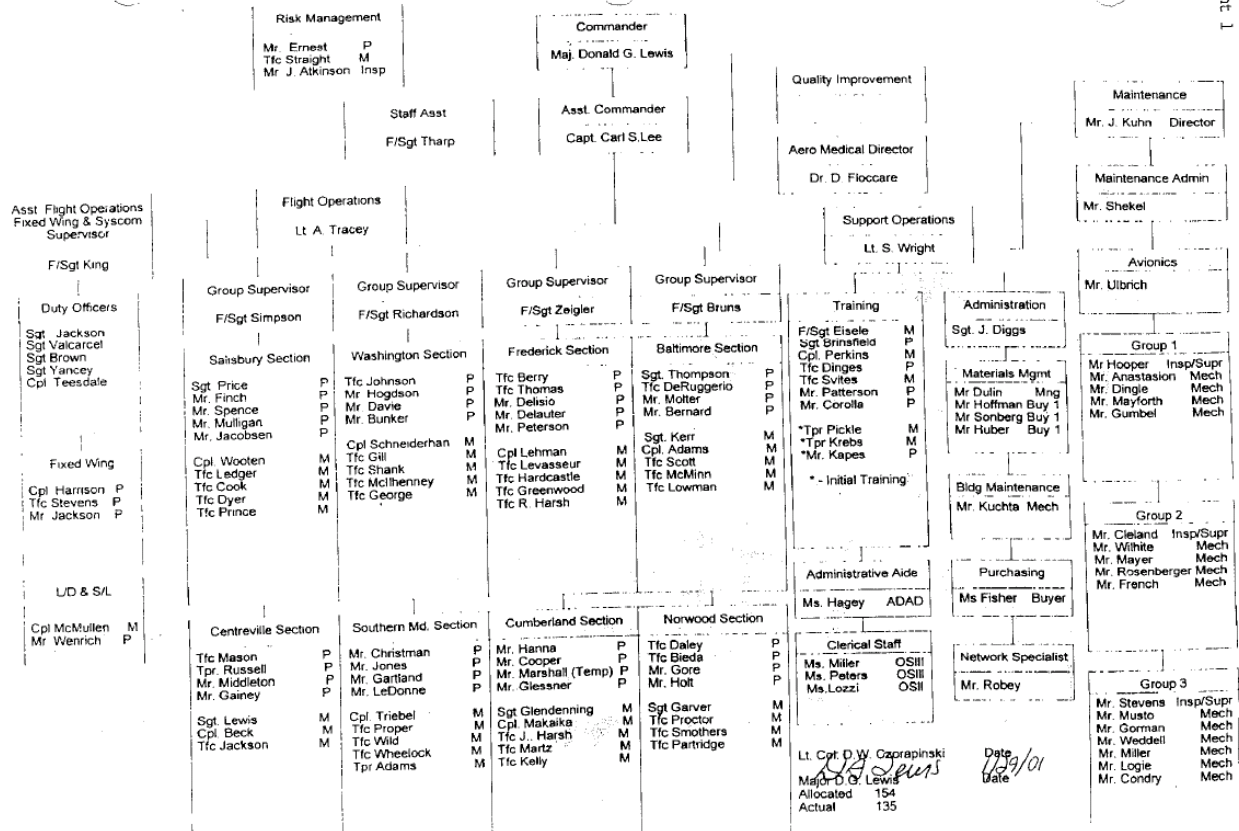 nt 1
Risk Management
Mr. Ernest P
Tfc Straight M
Mr J. Atkinson Insp
Commander
Maj. Donald G. Lewis
Staff Asst
F/Sgt Tharp
Asst. Commander
Capt. Carl S.Lee
Quality Improvement
Aero Medical Director
Dr. D. Floccare
Maintenance
Mr. J. Kuhn Director
Maintenance Admin
Mr. Shekel
Avionics
Mr. Ulbrich
Asst Flight Operations
Fixed Wing & Syscom
Supervisor
F/Sgt King
Flight Operations
Lt. A. Tracey
Support Operations
Lt. S. Wright
Duty Officers
Sgt Jackson
Sgt Valcarcel
Sgt Brown
Sgt Yancey
Cpl Teesdale
Fixed Wing
Cpl Harrison P
Tfc Stevens P
Mr Jackson P
L/D & S/L
Cpl McMullen M
Mr Wenrich P
Group Supervisor
F/Sgt Simpson
Salisbury Section
Sgt Price P
Mr. Finch P
Mr. Spence P
Mr. Mulligan P
Mr. Jacobsen P
Cpl. Wooten M
Tfc Ledger M
Tfc Cook M
Tfc Dyer M
Tfc Prince M
Centreville Section
Tfc Mason P
Tpr. Russell P
Mr. Middleton P
Mr. Gainey P
Sgt. Lewis M
Cpl. Beck M
Tfc Jackson M
Group Supervisor
F/Sgt Richardson
Washington Section
Tfc Johnson P
Mr Hogdson P
Mr. Davie P
Mr. Bunker P
Cpl Schneiderhan M
Tfc Gill M
Tfc Shank M
Tfc McIlhenney M
Tfc George M
Southern Md. Section
Mr. Christman P
Mr. Jones P
Mr. Gartland P
Mr. LeDonne P
Cpl. Triebel M
Tfc Proper M
Tfc Wild M
Tfc Wheelock M
Tpr Adams M
Group Supervisor
F/Sgt Zeigler
Frederick Section
Tfc Berry P
Tfc Thomas P
Mr. Delisio P
Mr. Delauter P
Mr. Peterson P
Cpl Lehman M
Tfc Levasseur M
Tfc Hardcastle M
Tfc Greenwood M
Tfc R. Harsh M
Cumberland Section
Mr. Hanna P
Mr. Cooper P
Mr. Marshall (Temp) P
Mr. Glessner P
Sgt Glendenning M
Cpl. Makaika M
Tfc J.. Harsh M
Tfc Martz M
Tfc Kelly M
Group Supervisor
F/Sgt Bruns
Baltimore Section
Sgt. Thompson P
Tfc DeRuggerio P
Mr. Molter P
Mr. Bernard P
Sgt. Kerr M
Cpl. Adams M
Tfc Scott M
Tfc McMinn M
Tfc Lowman M
Norwood Section
Tfc Daley P
Tfc Bieda P
Mr. Gore P
Mr. Holt P
Sgt Garver M
Tfc Proctor M
Tfc Smothers M
Tfc Partridge M
Training
F/Sgt Eisele M
Sgt Brinsfield P
Cpl. Perkins M
Tfc Dinges P
Tfc Svites M
Mr. Patterson P
Mr. Corolla P
*Tpr Pickle M
*Tpr Krebs M
*Mr. Kapes P
* - Initial Training
Administrative Aide
Ms. Hagey ADAD
Clerical Staff
Ms. Miller OSIII
Ms. Peters OSIII
Ms.Lozzi OSII
Administration
Sgt. J. Diggs
Materials Mgmt
Mr Dulin Mng
Mr Hoffman Buy 1
Mr Sonberg Buy 1
Mr Huber Buy 1
Bldg Maintenance
Mr. Kuchta Mech
Purchasing
Ms Fisher Buyer
Network Specialist
Mr. Robey
Group 1
Mr Hooper Insp/Supr
Mr. Anastasion Mech
Mr. Dingle Mech
Mr. Mayforth Mech
Mr. Gumbel Mech
Group 2
Mr. Cleland Insp/Supr
Mr. Wilhite Mech
Mr. Mayer Mech
Mr. Rosenberger Mech
Mr. French Mech
Group 3
Mr. Stevens Insp/Supr
Mr. Musto Mech
Mr. Gorman Mech
Mr. Weddell Mech
Mr. Miller Mech
Mr. Logie Mech
Mr. Condry Mech
Lt. Col. D.W. Czorapinski Date
Major D.G. Lewis Date
Allocated 154
Actual 135